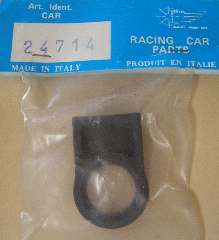 Art. Ident.
CAR
24714
RACING CAR
PARTS
MADE IN ITALY
PRODUIT EN ITALIE